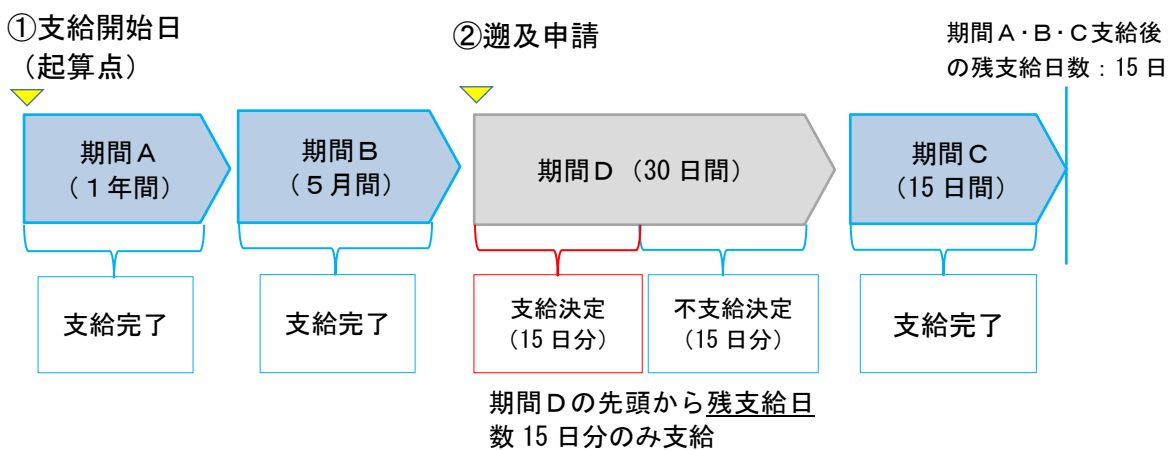 ①支給開始日
（起算点）
②遡及申請
期間Ａ･Ｂ･Ｃ支給後
の残支給日数：15 日
期間Ａ
（１年間）
期間Ｂ
（５月間）
期間Ｄ（30 日間）
期間Ｃ
（15 日間）
支給完了
支給完了
支給決定
（15 日分）
不支給決定
（15 日分）
支給完了
期間Ｄの先頭から残支給日
数 15 日分のみ支給